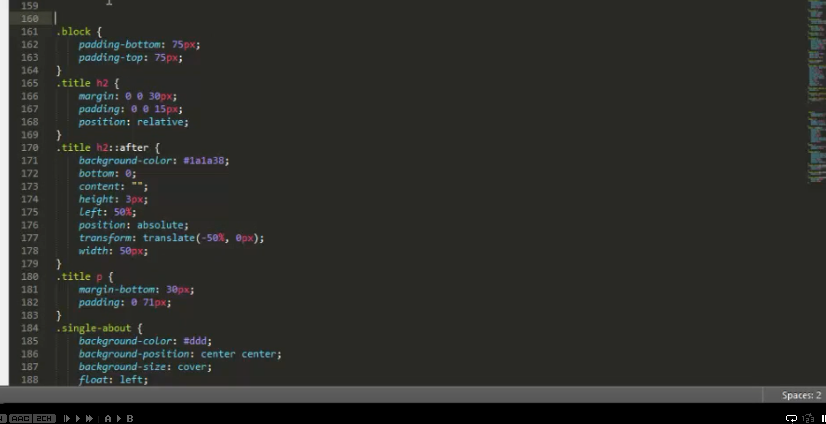 159
160
161 .block {
162 padding-bottom: 75px;
163 padding-top: 75px;
164 }
165 .title h2 {
166 margin: 0 0 30px;
167 padding: 0 0 15px;
168 position: relative;
169 }
170 .title h2::after {
171 background-color: #1a1a38;
172 bottom: 0;
173 content: "";
174 height: 3px;
175 left: 50%;
176 position: absolute;
177 transform: translate(-50%, 0px);
178 width: 50px;
179 }
180 .title p {
181 margin-bottom: 30px;
182 padding: 0 71px;
183 }
184 .single-about {
185 background-color: #ddd;
186 background-position: center center;
187 background-size: cover;
188 float: left;
Spaces: 2
A B